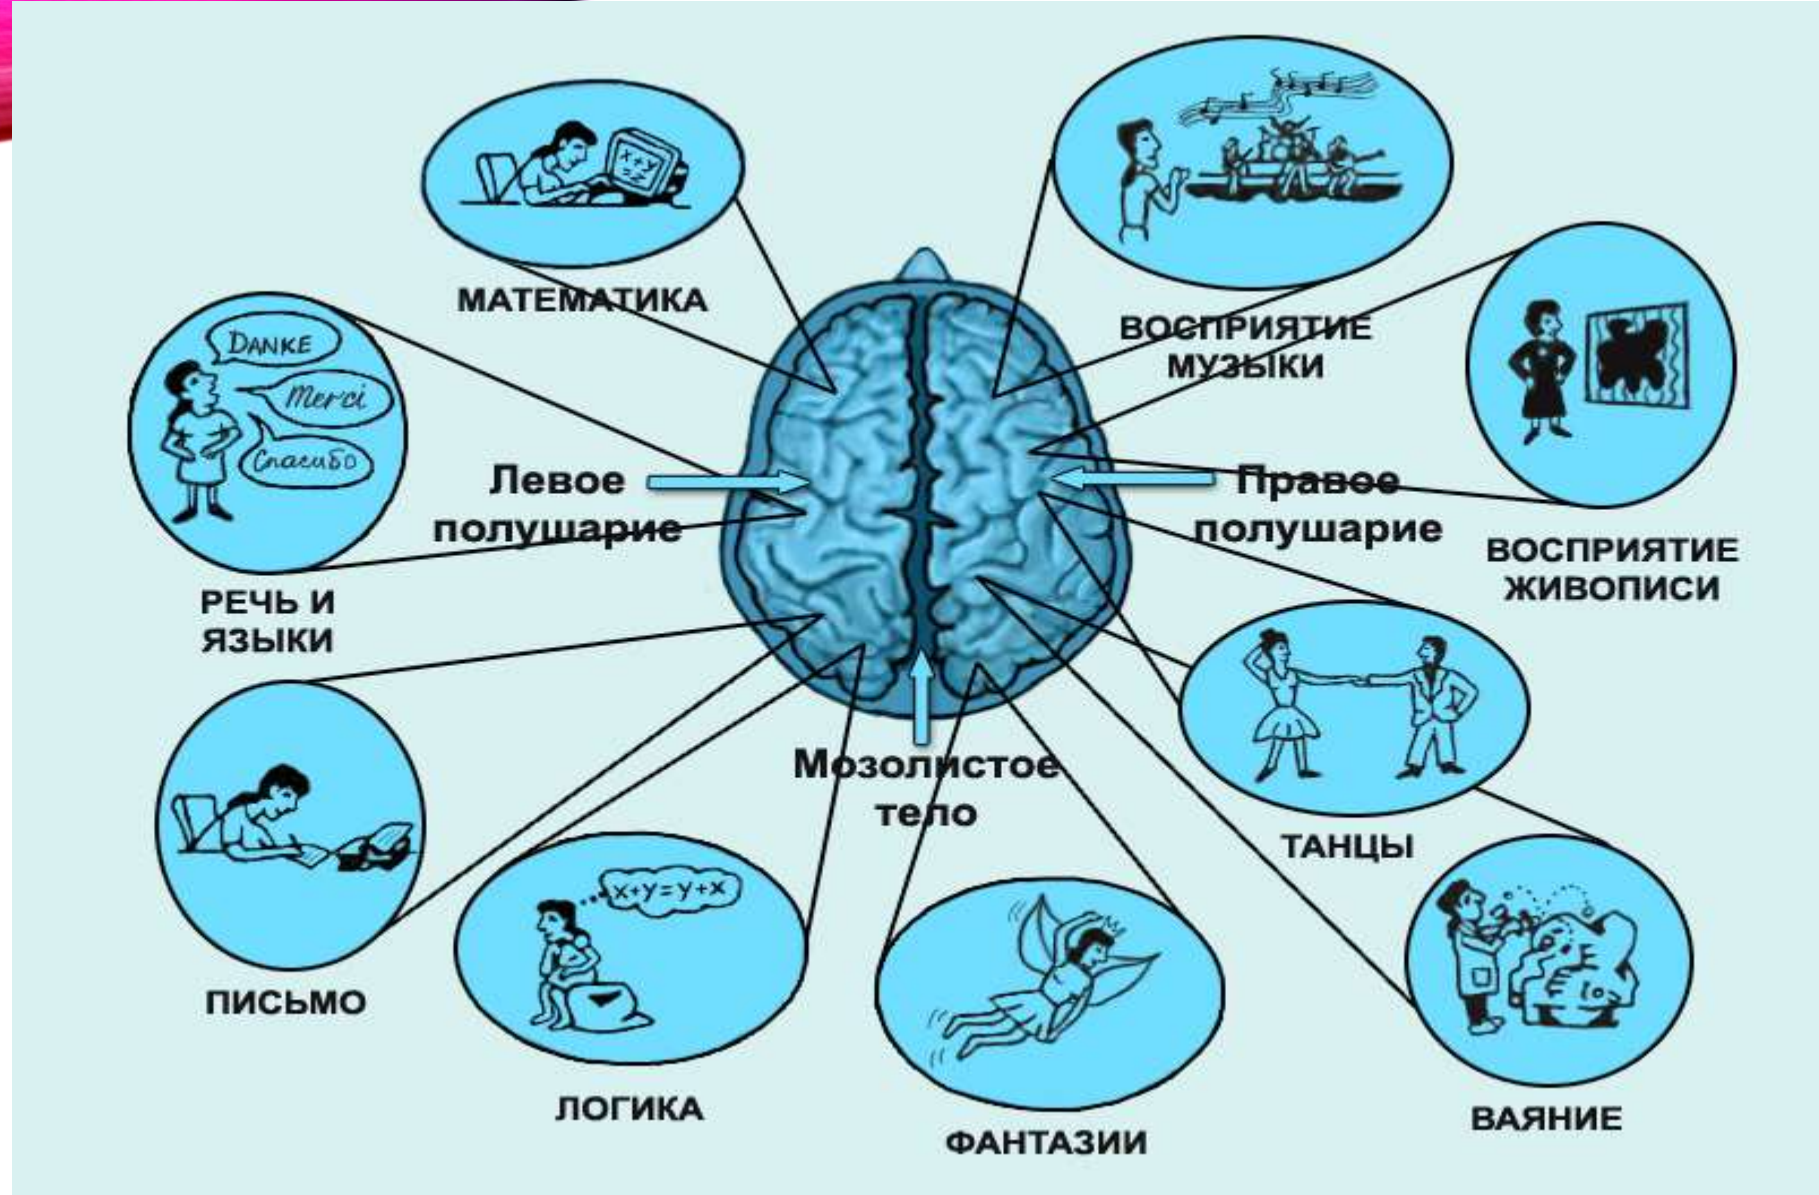 МАТЕМАТИКА
x+y
=z
ВОСПРИЯТИЕ
МУЗЫКИ
DANKE
Merci
Спасибо
РЕЧЬ И
ЯЗЫКИ
Левое
полушарие
Правое
полушарие
ВОСПРИЯТИЕ
ЖИВОПИСИ
Мозолистое
тело
ТАНЦЫ
ПИСЬМО
x+y=y+x
ЛОГИКА
ФАНТАЗИИ
ВАЯНИЕ